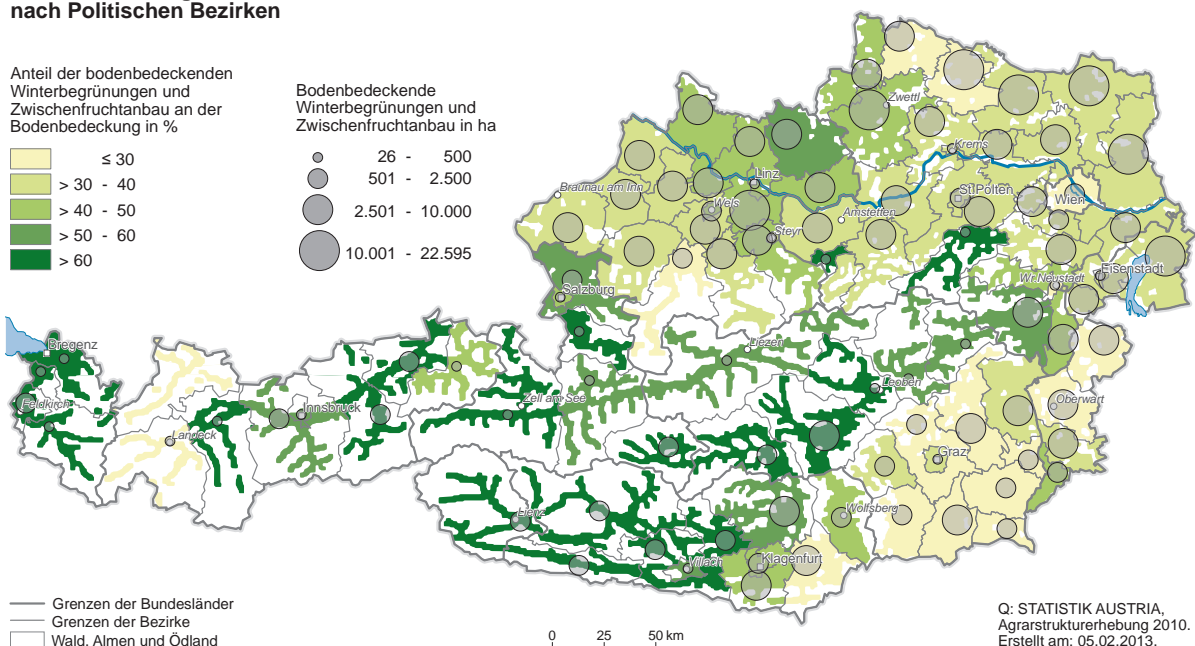 nach Politischen Bezirken
Anteil der bodenbedeckenden
Winterbegrünungen und
Zwischenfruchtanbau an der
Bodenbedeckung in %
≤ 30
> 30 - 40
> 40 - 50
> 50 - 60
> 60
Bodenbedeckende
Winterbegrünungen und
Zwischenfruchtanbau in ha
26 - 500
501 - 2.500
2.501 - 10.000
10.001 - 22.595
Zwettl
Krems
Linz
Braunau am Inn
St.Pölten
Wien
Wels
Amstetten
Steyr
Eisenstadt
Wr.Neustadt
Salzburg
Bregenz
Liezen
Leoben
Zell am See
Feldkirch
Innsbruck
Oberwart
Landeck
Graz
Lienz
Wolfsberg
Villach
Klagenfurt
Grenzen der Bundesländer
Grenzen der Bezirke
Wald, Almen und Ödland
0 25 50 km
Q: STATISTIK AUSTRIA,
Agrarstrukturerhebung 2010.
Erstellt am: 05.02.2013.